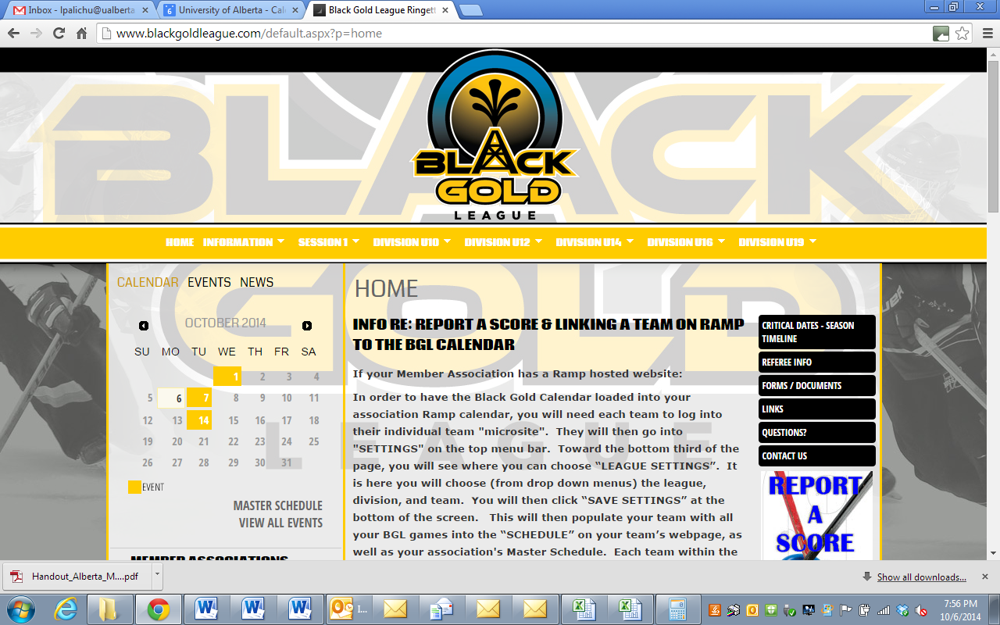 Inbox - lpalichu@ualberta
University of Alberta - Cale
Black Gold League Ringett
www.blackgoldleague.com/default.aspx?p=home
BLACK
BLACK
GOLD
LEAGUE
HOME INFORMATION SESSION 1 DIVISION U10 DIVISION U12 DIVISION U14 DIVISION U16 DIVISION U19
GOLD
LEAGUE
CALENDAR EVENTS NEWS
OCTOBER 2014
SU MO TU WE TH FR SA
1 2 3 4
5 6 7 8 9 10 11
12 13 14 15 16 17 18
19 20 21 22 23 24 25
26 27 28 29 30 31
EVENT
MASTER SCHEDULE
VIEW ALL EVENTS
MEMBER ASSOCIATIONS
HOME
INFO RE: REPORT A SCORE & LINKING A TEAM ON RAMP
TO THE BGL CALENDAR
If your Member Association has a Ramp hosted website:
In order to have the Black Gold Calendar loaded into your
association Ramp calendar, you will need each team to log into
their individual team "microsite".  They will then go into
"SETTINGS" on the top menu bar.  Toward the bottom third of the
page, you will see where you can choose “LEAGUE SETTINGS”.  It
is here you will choose (from drop down menus) the league,
division, and team.  You will then click “SAVE SETTINGS” at the
bottom of the screen.   This will then populate your team with all
your BGL games into the “SCHEDULE” on your team’s webpage, as
well as your association's Master Schedule.  Each team within the
CRITICAL DATES - SEASON
TIMELINE
REFEREE INFO
FORMS / DOCUMENTS
LINKS
QUESTIONS?
CONTACT US
REPORT
A
SCORE
Handout_Alberta_M....pdf
Show all downloads...
I...
7:56 PM
10/6/2014